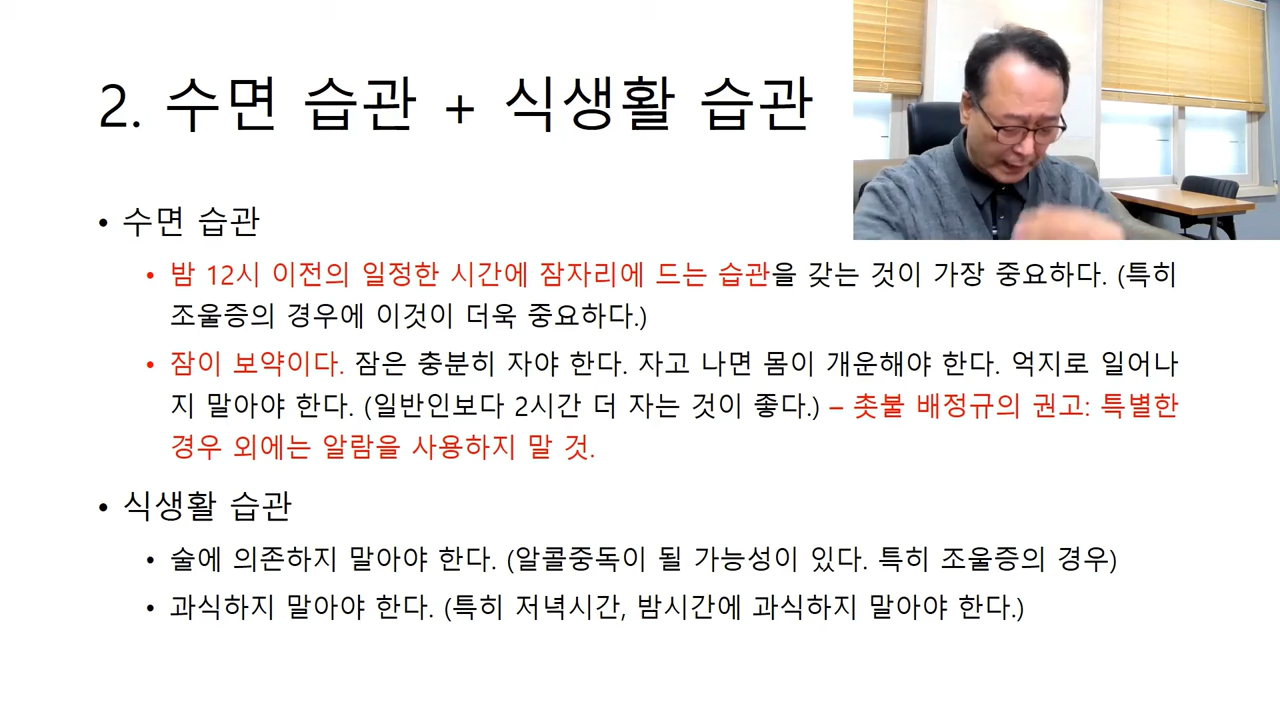 2. 수면 습관 + 식생활 습관
• 수면 습관
• 밤 12시 이전의 일정한 시간에 잠자리에 드는 습관을 갖는 것이 가장 중요하다. (특히
조울증의 경우에 이것이 더욱 중요하다.)
• 잠이 보약이다. 잠은 충분히 자야 한다. 자고 나면 몸이 개운해야 한다. 억지로 일어나
지 말아야 한다. (일반인보다 2시간 더 자는 것이 좋다.) – 촛불 배정규의 권고: 특별한
경우 외에는 알람을 사용하지 말 것.
• 식생활 습관
• 술에 의존하지 말아야 한다. (알콜중독이 될 가능성이 있다. 특히 조울증의 경우)
• 과식하지 말아야 한다. (특히 저녁시간, 밤시간에 과식하지 말아야 한다.)